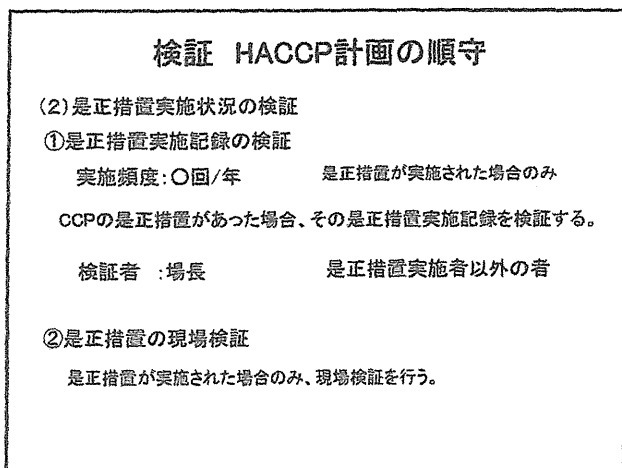 検証 HACCP計画の順守
(2)是正措置実施状況の検証
①是正措置実施記録の検証
実施頻度:〇回/年 是正措置が実施された場合のみ
CCPの是正措置があった場合、その是正措置実施記録を検証する。
検証者 :場長 是正措置実施者以外の者
②是正措置の現場検証
是正措置が実施された場合のみ、現場検証を行う。